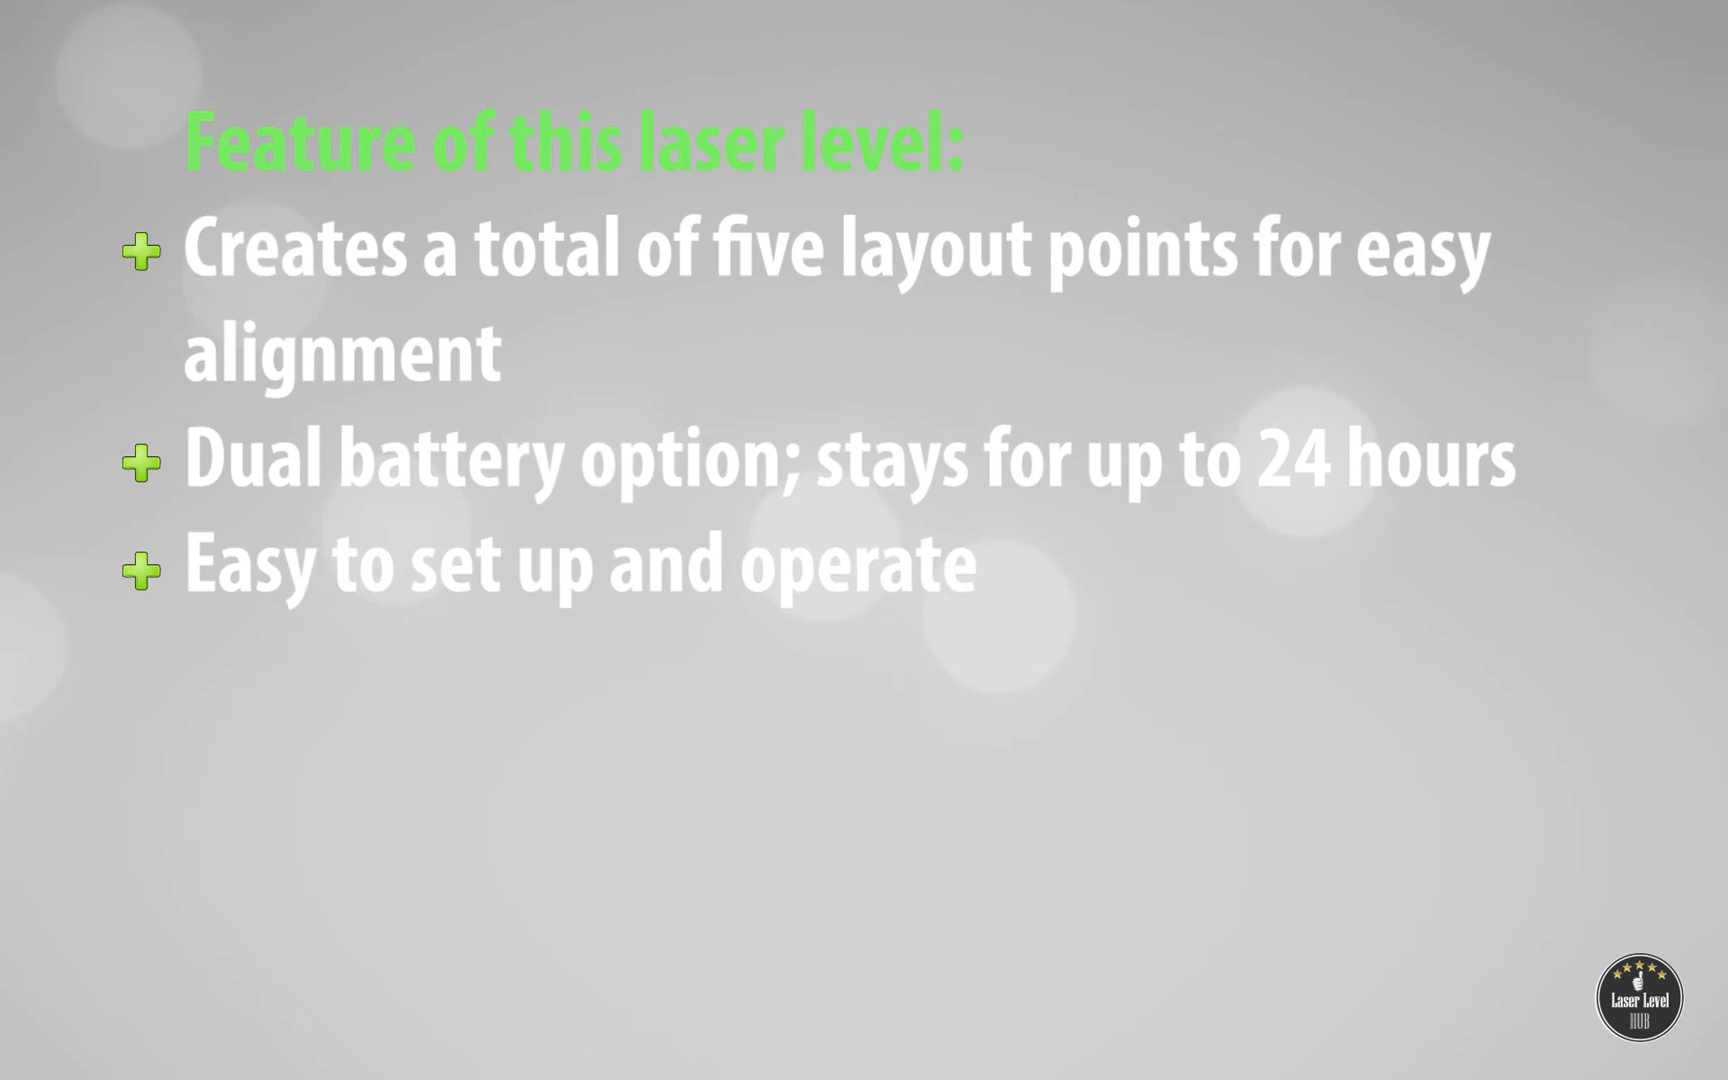 Feature of this laser level:
Creates a total of five layout points for easy
alignment
Dual battery option; stays for up to 24 hours
Easy to set up and operate
Laser Level
HUB